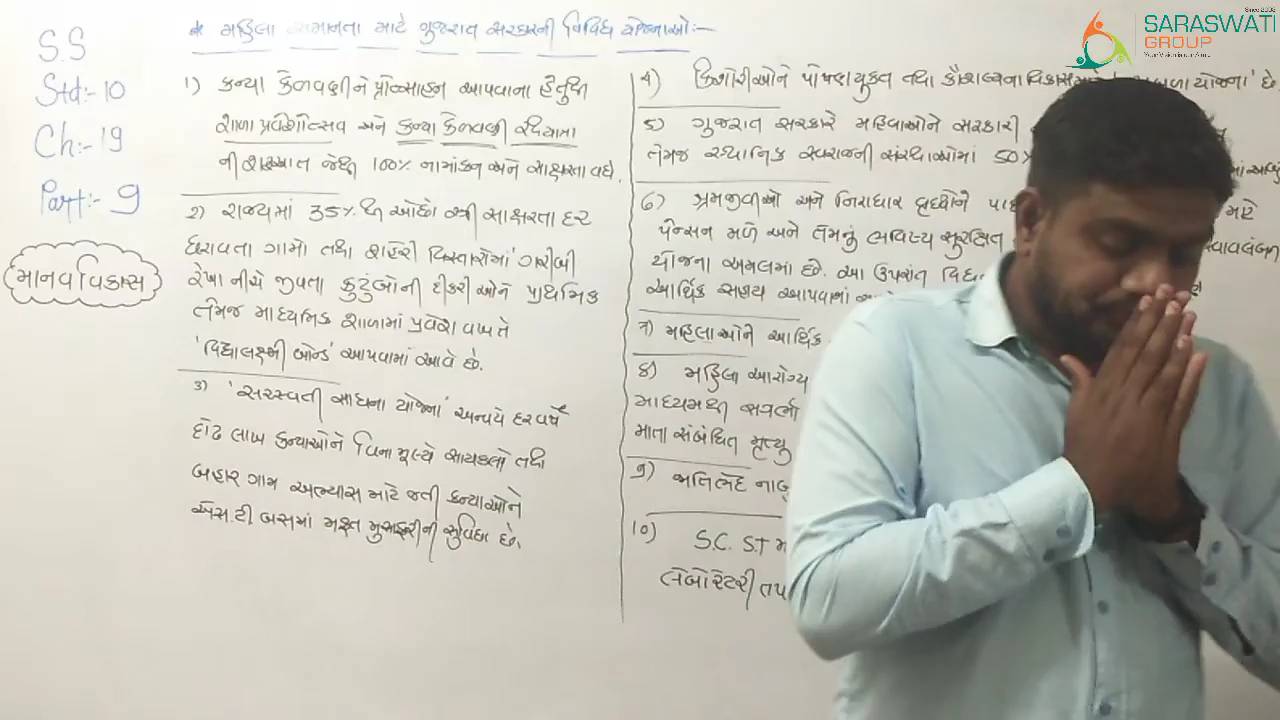 S.S
Std:- 10
Ch:- 19
Part:- 9
માનવવિકાસ
* મહિલા સમાનતા માટે ગુજરાત સરકારની વિવિધ યોજનાઓ:-
1) કન્યા કેળવણીને પ્રોત્સાહન આપવાના હેતુથી
શાળા પ્રવેશોત્સવ અને કન્યા કેળવણી રથયાત્રા
ની શરૂઆત જેથી 100% નામાંકન અને સાક્ષરતા વધે.
2) રાજ્યમાં 35% થી ઓછો સ્ત્રી સાક્ષરતા દર
ધરાવતા ગામો તથા શહેરી વિસ્તારોમાં ગરીબી
રેખા નીચે જીવતા કુટુંબોની દીકરીઓને પ્રાથમિક
તેમજ માધ્યમિક શાળામાં પ્રવેશ વખતે
'વિદ્યાલક્ષ્મી બોન્ડ' આપવામાં આવે છે.
3) 'સરસ્વતી સાધના યોજના' અન્વયે દરવર્ષે
દોઢ લાખ કન્યાઓને વિના મૂલ્યે સાયકલો તથા
બહાર ગામ અભ્યાસ માટે જતી કન્યાઓને
એસ.ટી બસમાં મફત મુસાફરીની સુવિધા છે.
4) કિશોરીઓને પોષણયુક્ત તથા કૌશલ્યના વિકાસ યોજના' છે.
5) ગુજરાત સરકારે મહિલાઓને સરકારી
તેમજ સ્થાનિક સ્વરાજની સંસ્થાઓમાં 50%
6) શ્રમજીવીઓ અને નિરાધાર વૃદ્ધોને
પેન્સન મળે અને તેમનું ભવિષ્ય સુરક્ષિત
યોજના અમલમાં છે. આ ઉપરાંત
આર્થિક સહાય આપવામાં
7) મહિલાઓને આર્થિક
8) મહિલા આરોગ્ય
માધ્યમથી
માતા સંબંધિત મૃત્યુ
9) જાતિભેદ
10) S.C. S.T
લેબોરેટરી
Since 2008
SARASWATI
GROUP